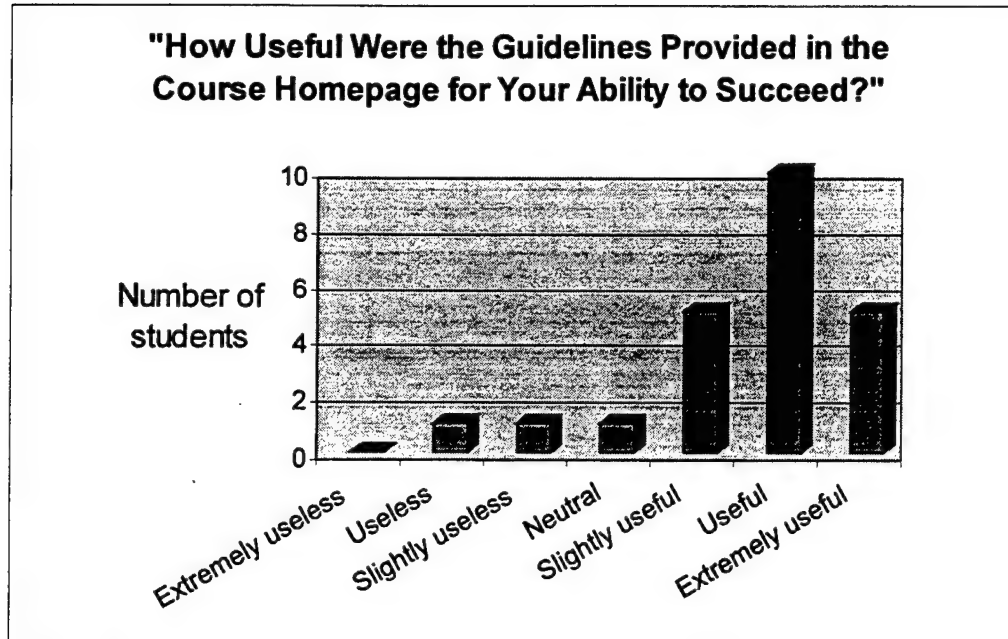 "How Useful Were the Guidelines Provided in the
Course Homepage for Your Ability to Succeed?"
10
8
6
4
2
0
Number of
students
Extremely useless
Useless
Slightly useless
Neutral
Slightly useful
Useful
Extremely useful